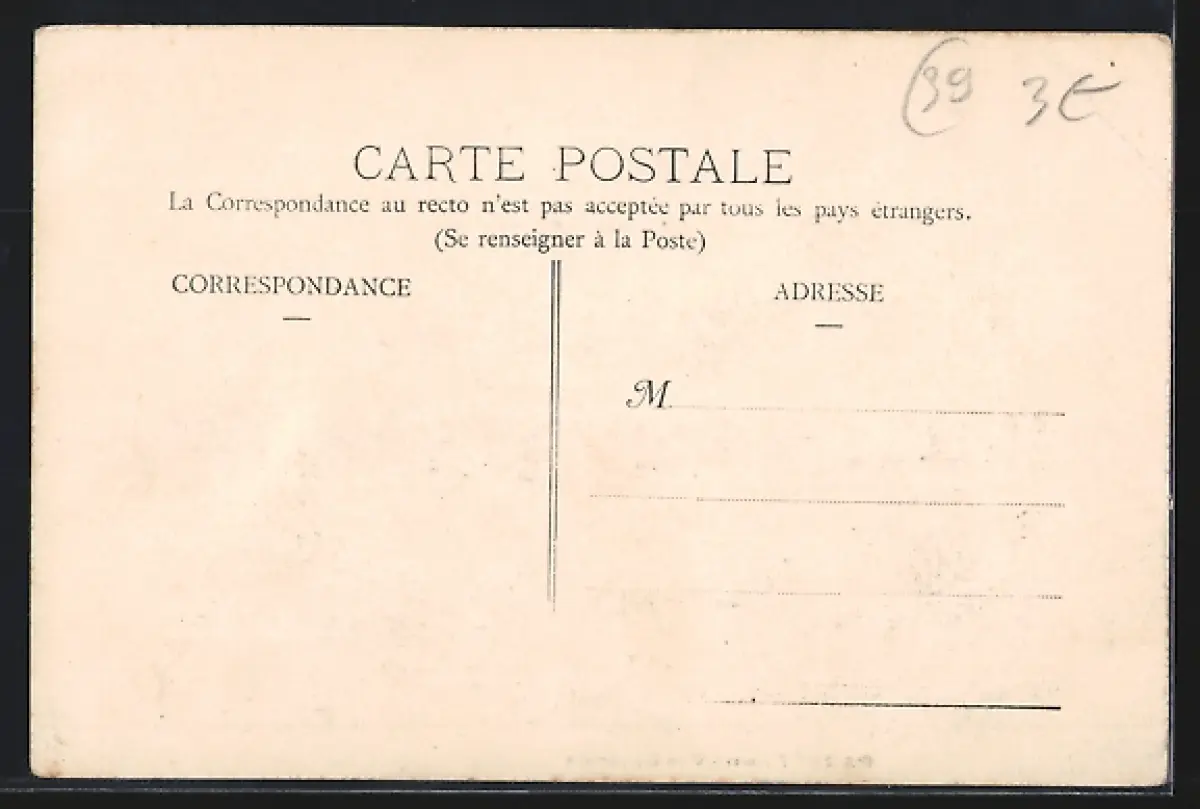 (39 3€
CARTE POSTALE
La Correspondance au recto n'est pas acceptée par tous les pays étrangers.
(Se renseigner à la Poste)
CORRESPONDANCE
ADRESSE
M